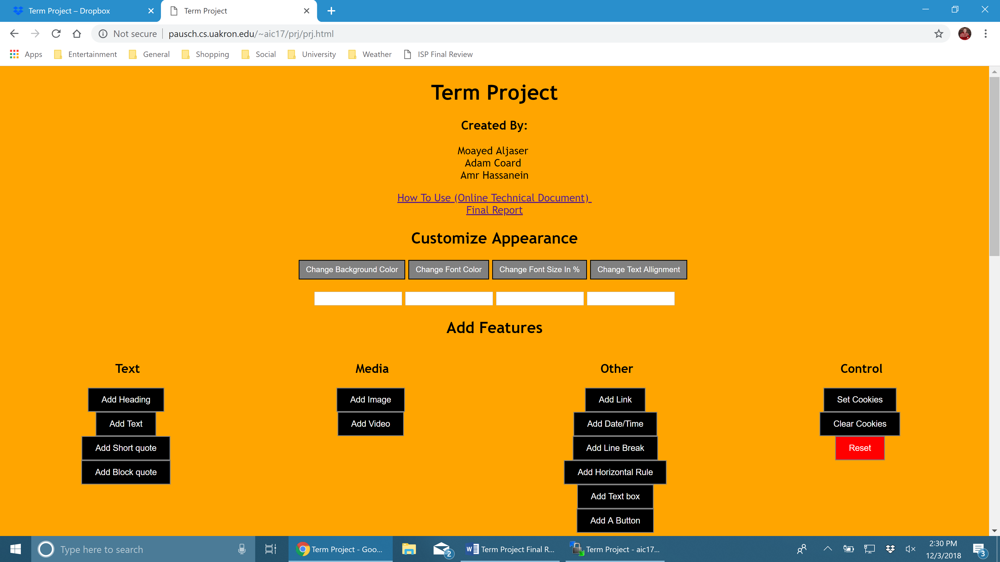 Term Project – Dropbox
Term Project
Not secure
pausch.cs.uakron.edu/~aic17/prj/prj.html
Apps
Entertainment
General
Shopping
Social
University
Weather
ISP Final Review
Term Project
Created By:
Moayed Aljaser
Adam Coard
Amr Hassanein
How To Use (Online Technical Document)
Final Report
Customize Appearance
Change Background Color
Change Font Color
Change Font Size In %
Change Text Allignment
Add Features
Text
Add Heading
Add Text
Add Short quote
Add Block quote
Media
Add Image
Add Video
Other
Add Link
Add Date/Time
Add Line Break
Add Horizontal Rule
Add Text box
Add A Button
Control
Set Cookies
Clear Cookies
Reset
Type here to search
Term Project - Goo...
2
Term Project Final R...
Term Project - aic17...
2:30 PM
12/3/2018
3